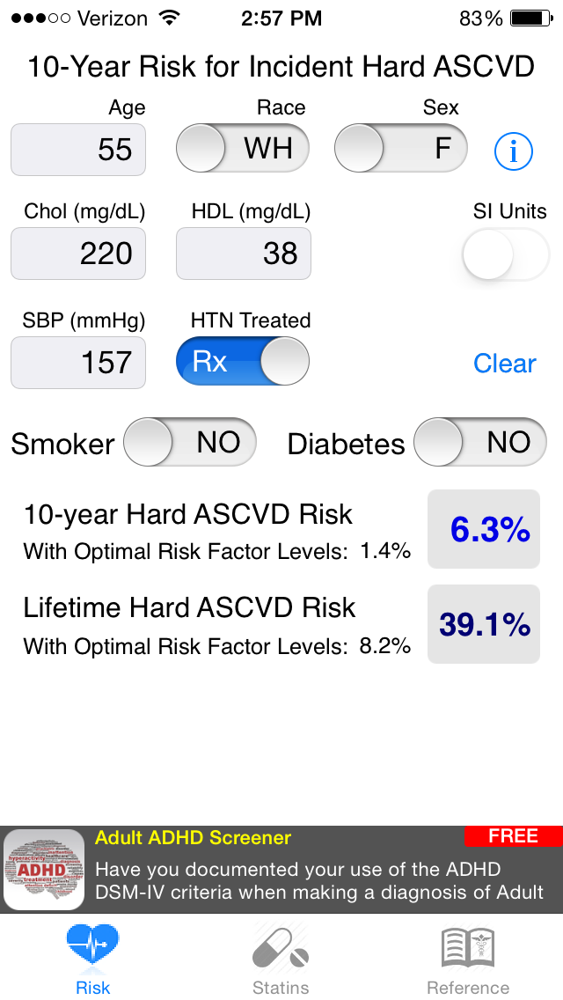 Verizon 2:57 PM 83%
10-Year Risk for Incident Hard ASCVD
Age Race Sex
55 WH F i
Chol (mg/dL) HDL (mg/dL) SI Units
220 38
SBP (mmHg) HTN Treated
157 Rx Clear
Smoker NO Diabetes NO
10-year Hard ASCVD Risk 6.3%
With Optimal Risk Factor Levels: 1.4%
Lifetime Hard ASCVD Risk 39.1%
With Optimal Risk Factor Levels: 8.2%
Adult ADHD Screener FREE
hyperactivity
ADHD
treatment
Have you documented your use of the ADHD
DSM-IV criteria when making a diagnosis of Adult
Risk Statins Reference